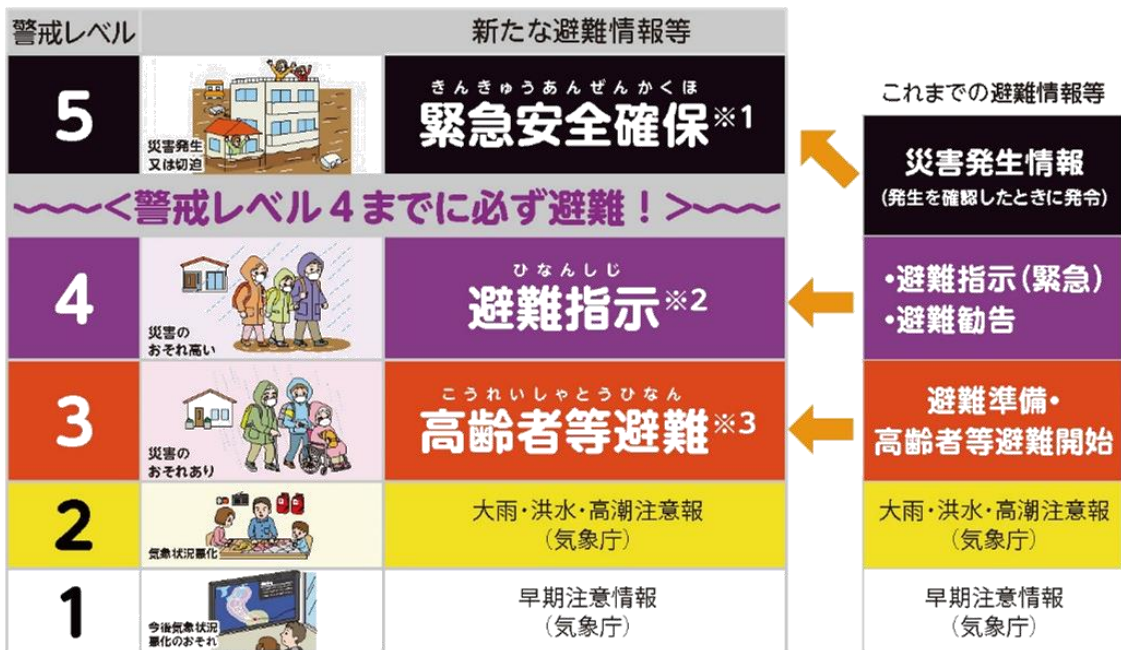 警戒レベル
新たな避難情報等
5
災害発生
又は切迫
きんきゅうあんぜんかくほ
緊急安全確保※1
〜〜〜<警戒レベル4までに必ず避難！>〜〜〜
4
災害の
おそれ高い
ひなんしじ
避難指示※2
3
災害の
おそれあり
こうれいしゃとうひなん
高齢者等避難※3
2
気象状況悪化
大雨・洪水・高潮注意報
(気象庁)
1
今後気象状況
悪化のおそれ
早期注意情報
(気象庁)
これまでの避難情報等
災害発生情報
(発生を確認したときに発令)
・避難指示(緊急)
・避難勧告
避難準備・
高齢者等避難開始
大雨・洪水・高潮注意報
(気象庁)
早期注意情報
(気象庁)